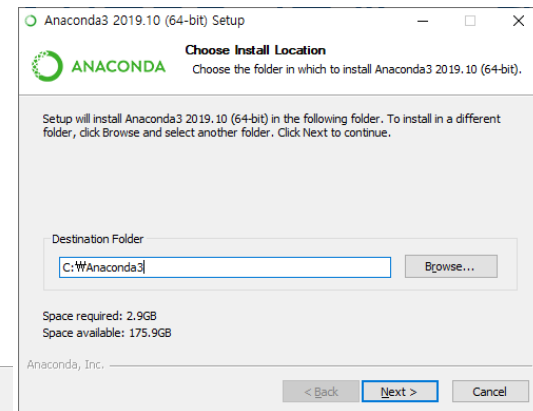 Anaconda3 2019.10 (64-bit) Setup
ANACONDA
Choose Install Location
Choose the folder in which to install Anaconda3 2019.10 (64-bit).
Setup will install Anaconda3 2019.10 (64-bit) in the following folder. To install in a different
folder, click Browse and select another folder. Click Next to continue.
Destination Folder
C:₩Anaconda3
Browse...
Space required: 2.9GB
Space available: 175.9GB
Anaconda, Inc.
< Back
Next >
Cancel